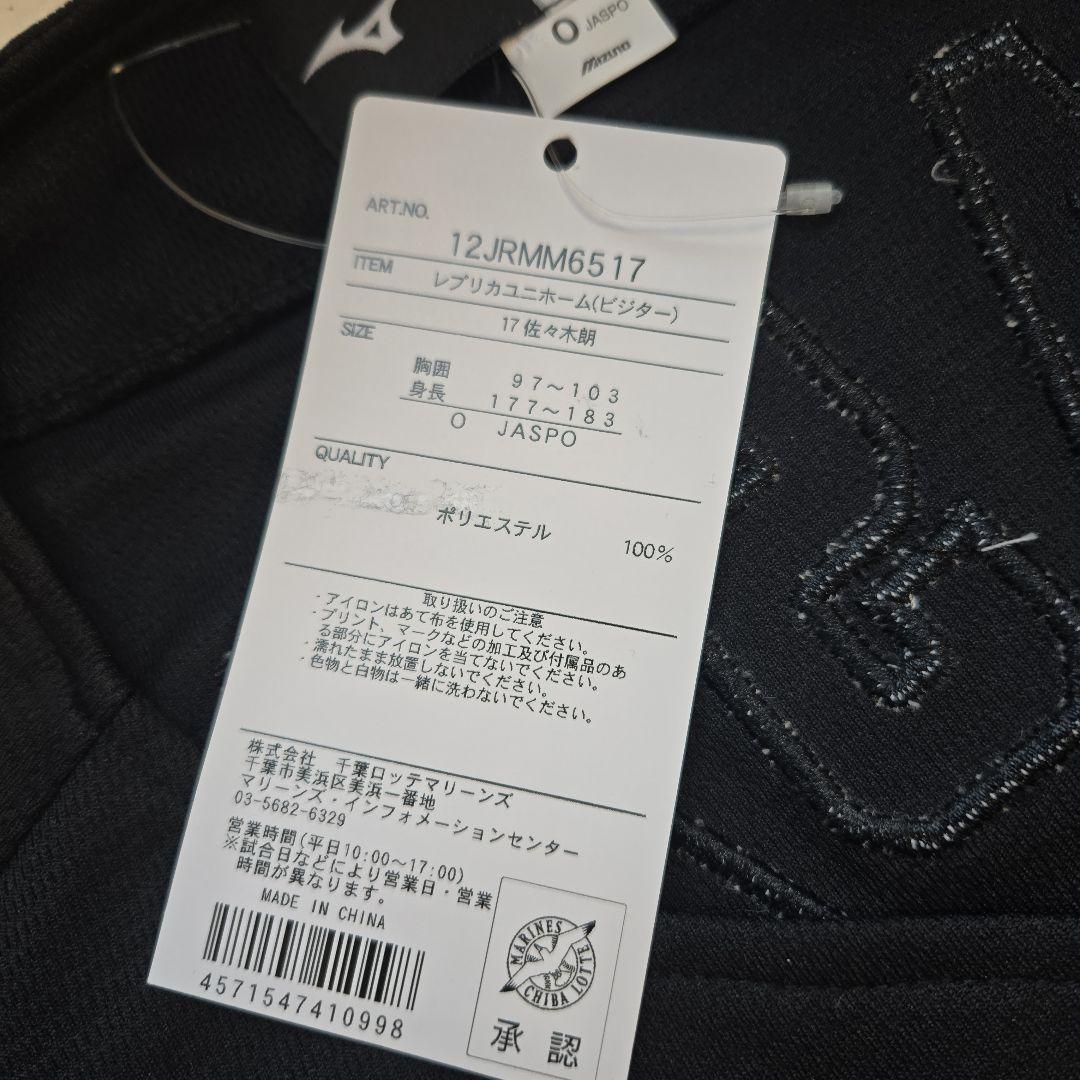 O JASPO
mizuno
ART.NO.
12JRMM6517
ITEM
レプリカユニホーム(ビジター)
17佐々木朗
SIZE
胸囲 97~103
身長 177~183
O JASPO
QUALITY
ポリエステル 100%
取り扱いのご注意
・アイロンはあて布を使用してください。
・プリント、マークなどの加工及び付属品のあ
る部分にアイロンを当てないでください。
・濡れたまま放置しないでください。
・色物と白物は一緒に洗わないでください。
株式会社 千葉ロッテマリーンズ
千葉市美浜区美浜一番地
マリーンズ・インフォメーションセンター
03-5682-6329
営業時間(平日10:00~17:00)
※試合日などにより営業日・営業
時間が異なります。
MADE IN CHINA
4571547410998
MARINES
CHIBA LOTTE
承認